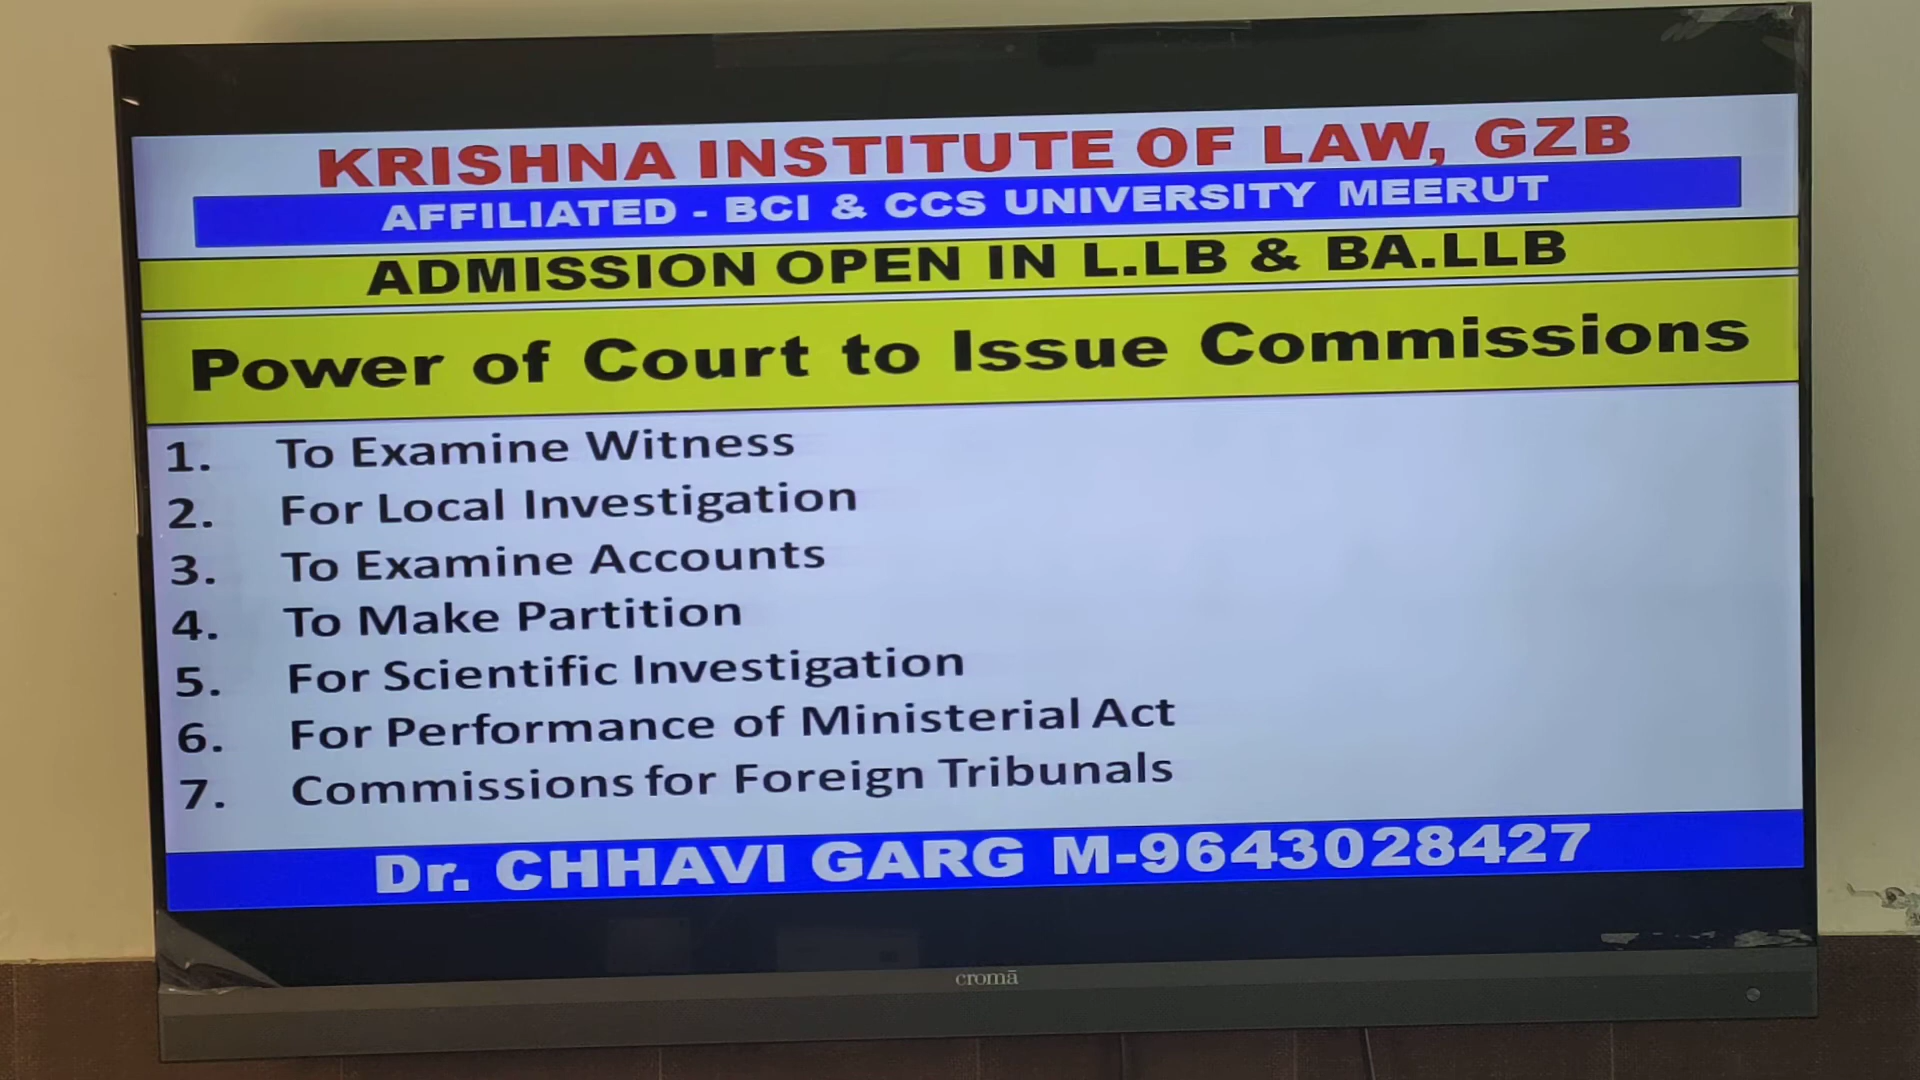 KRISHNA INSTITUTE OF LAW, GZB
AFFILIATED - BCI & CCS UNIVERSITY MEERUT
ADMISSION OPEN IN L.LB & BA.LLB
Power of Court to Issue Commissions
1. To Examine Witness
2. For Local Investigation
3. To Examine Accounts
4. To Make Partition
5. For Scientific Investigation
6. For Performance of Ministerial Act
7. Commissions for Foreign Tribunals
Dr. CHHAVI GARG M-9643028427
cromā